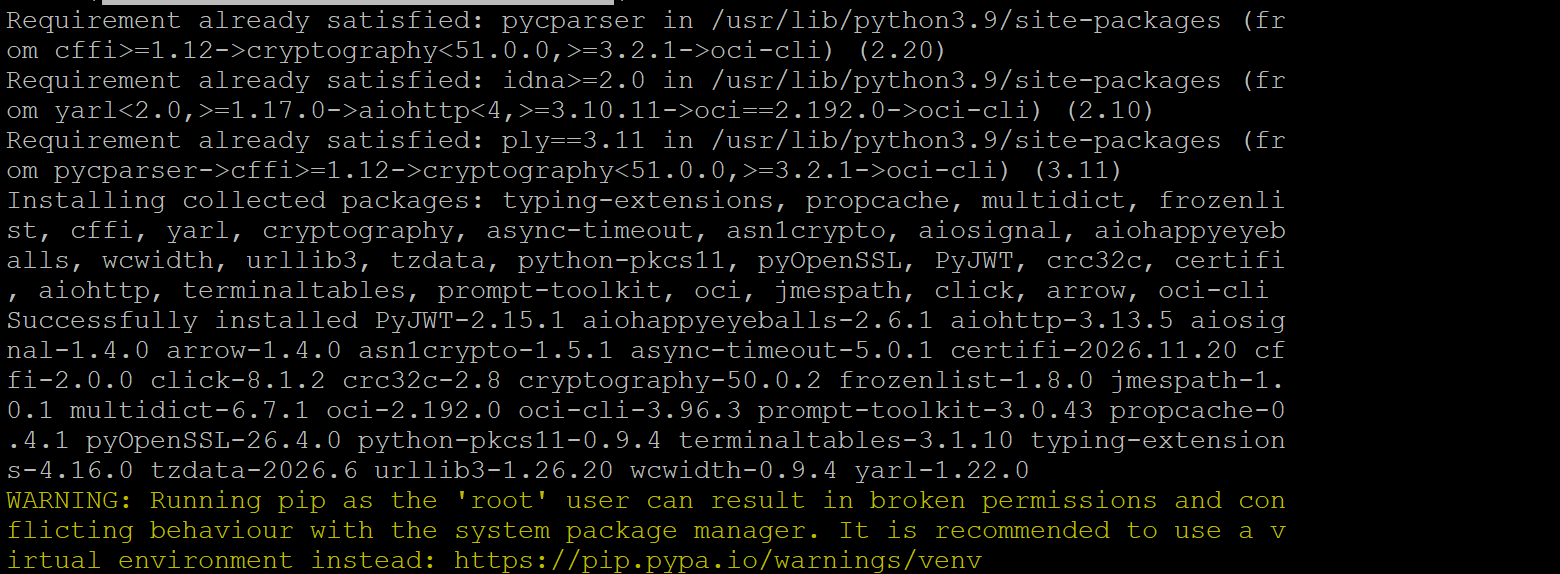 Requirement already satisfied: pycparser in /usr/lib/python3.9/site-packages (fr
om cffi>=1.12->cryptography<51.0.0,>=3.2.1->oci-cli) (2.20)
Requirement already satisfied: idna>=2.0 in /usr/lib/python3.9/site-packages (fr
om yarl<2.0,>=1.17.0->aiohttp<4,>=3.10.11->oci==2.192.0->oci-cli) (2.10)
Requirement already satisfied: ply==3.11 in /usr/lib/python3.9/site-packages (fr
om pycparser->cffi>=1.12->cryptography<51.0.0,>=3.2.1->oci-cli) (3.11)
Installing collected packages: typing-extensions, propcache, multidict, frozenli
st, cffi, yarl, cryptography, async-timeout, asn1crypto, aiosignal, aiohappyeyeb
alls, wcwidth, urllib3, tzdata, python-pkcs11, pyOpenSSL, PyJWT, crc32c, certifi
, aiohttp, terminaltables, prompt-toolkit, oci, jmespath, click, arrow, oci-cli
Successfully installed PyJWT-2.15.1 aiohappyeyeballs-2.6.1 aiohttp-3.13.5 aiosig
nal-1.4.0 arrow-1.4.0 asn1crypto-1.5.1 async-timeout-5.0.1 certifi-2026.11.20 cf
fi-2.0.0 click-8.1.2 crc32c-2.8 cryptography-50.0.2 frozenlist-1.8.0 jmespath-1.
0.1 multidict-6.7.1 oci-2.192.0 oci-cli-3.96.3 prompt-toolkit-3.0.43 propcache-0
.4.1 pyOpenSSL-26.4.0 python-pkcs11-0.9.4 terminaltables-3.1.10 typing-extension
s-4.16.0 tzdata-2026.6 urllib3-1.26.20 wcwidth-0.9.4 yarl-1.22.0
WARNING: Running pip as the 'root' user can result in broken permissions and con
flicting behaviour with the system package manager. It is recommended to use a v
irtual environment instead: https://pip.pypa.io/warnings/venv